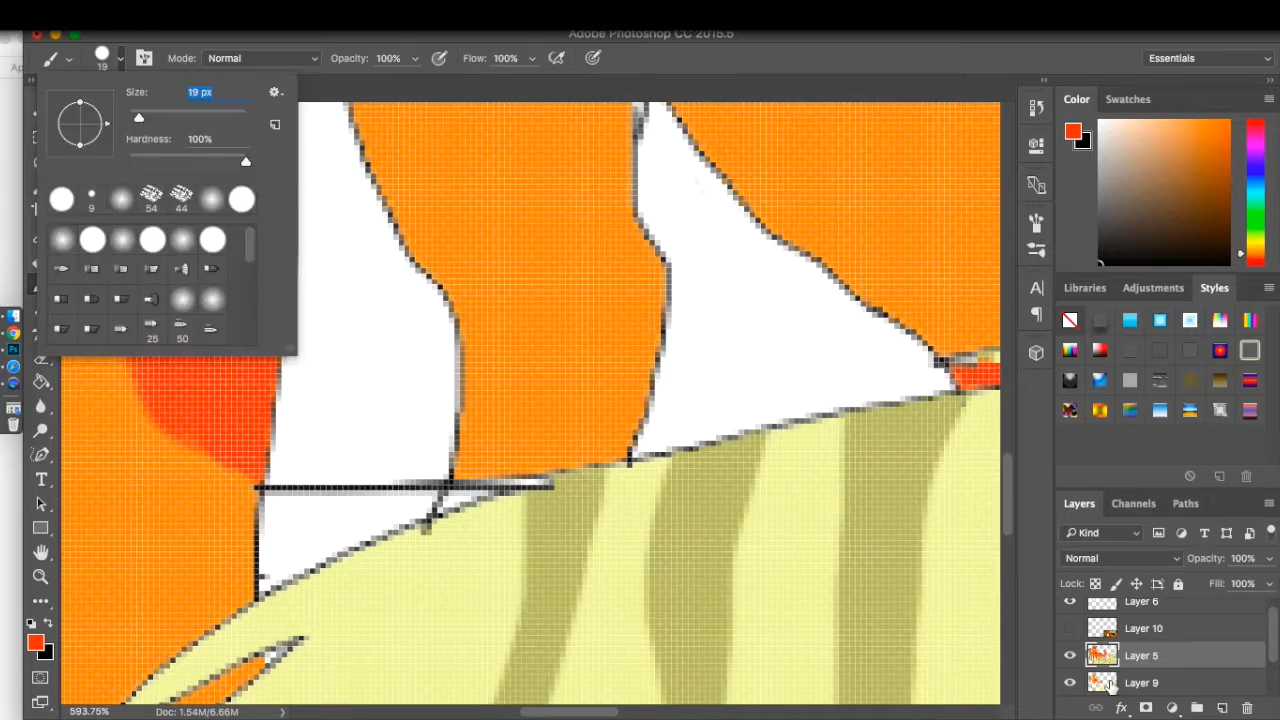 Adobe Photoshop CC 2015.5
19
Mode: Normal
Opacity: 100%
Flow: 100%
Essentials
Size: 19 px
Hardness: 100%
9
54
44
25
50
Color
Swatches
Libraries
Adjustments
Styles
Layers
Channels
Paths
Kind
Normal
Opacity: 100%
Lock:
Fill: 100%
Layer 6
Layer 10
Layer 5
Layer 9
593.75%
Doc: 1.54M/6.66M